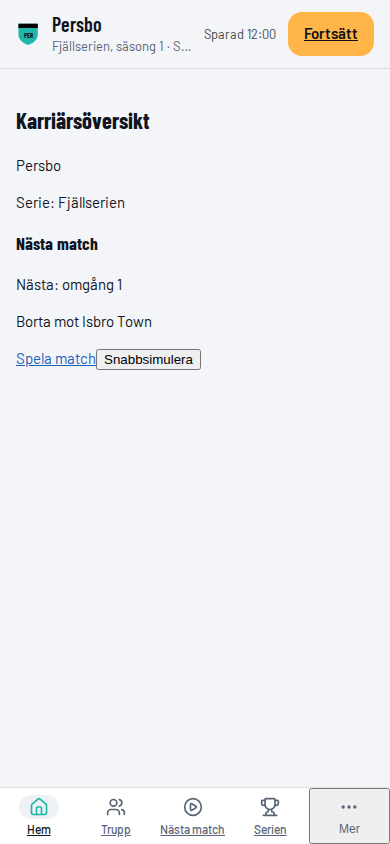 PER
Persbo
Fjällserien, säsong 1 · S...
Sparad 12:00
Fortsätt
Karriärsöversikt
Persbo
Serie: Fjällserien
Nästa match
Nästa: omgång 1
Borta mot Isbro Town
Spela match
Snabbsimulera
Hem
Trupp
Nästa match
Serien
Mer